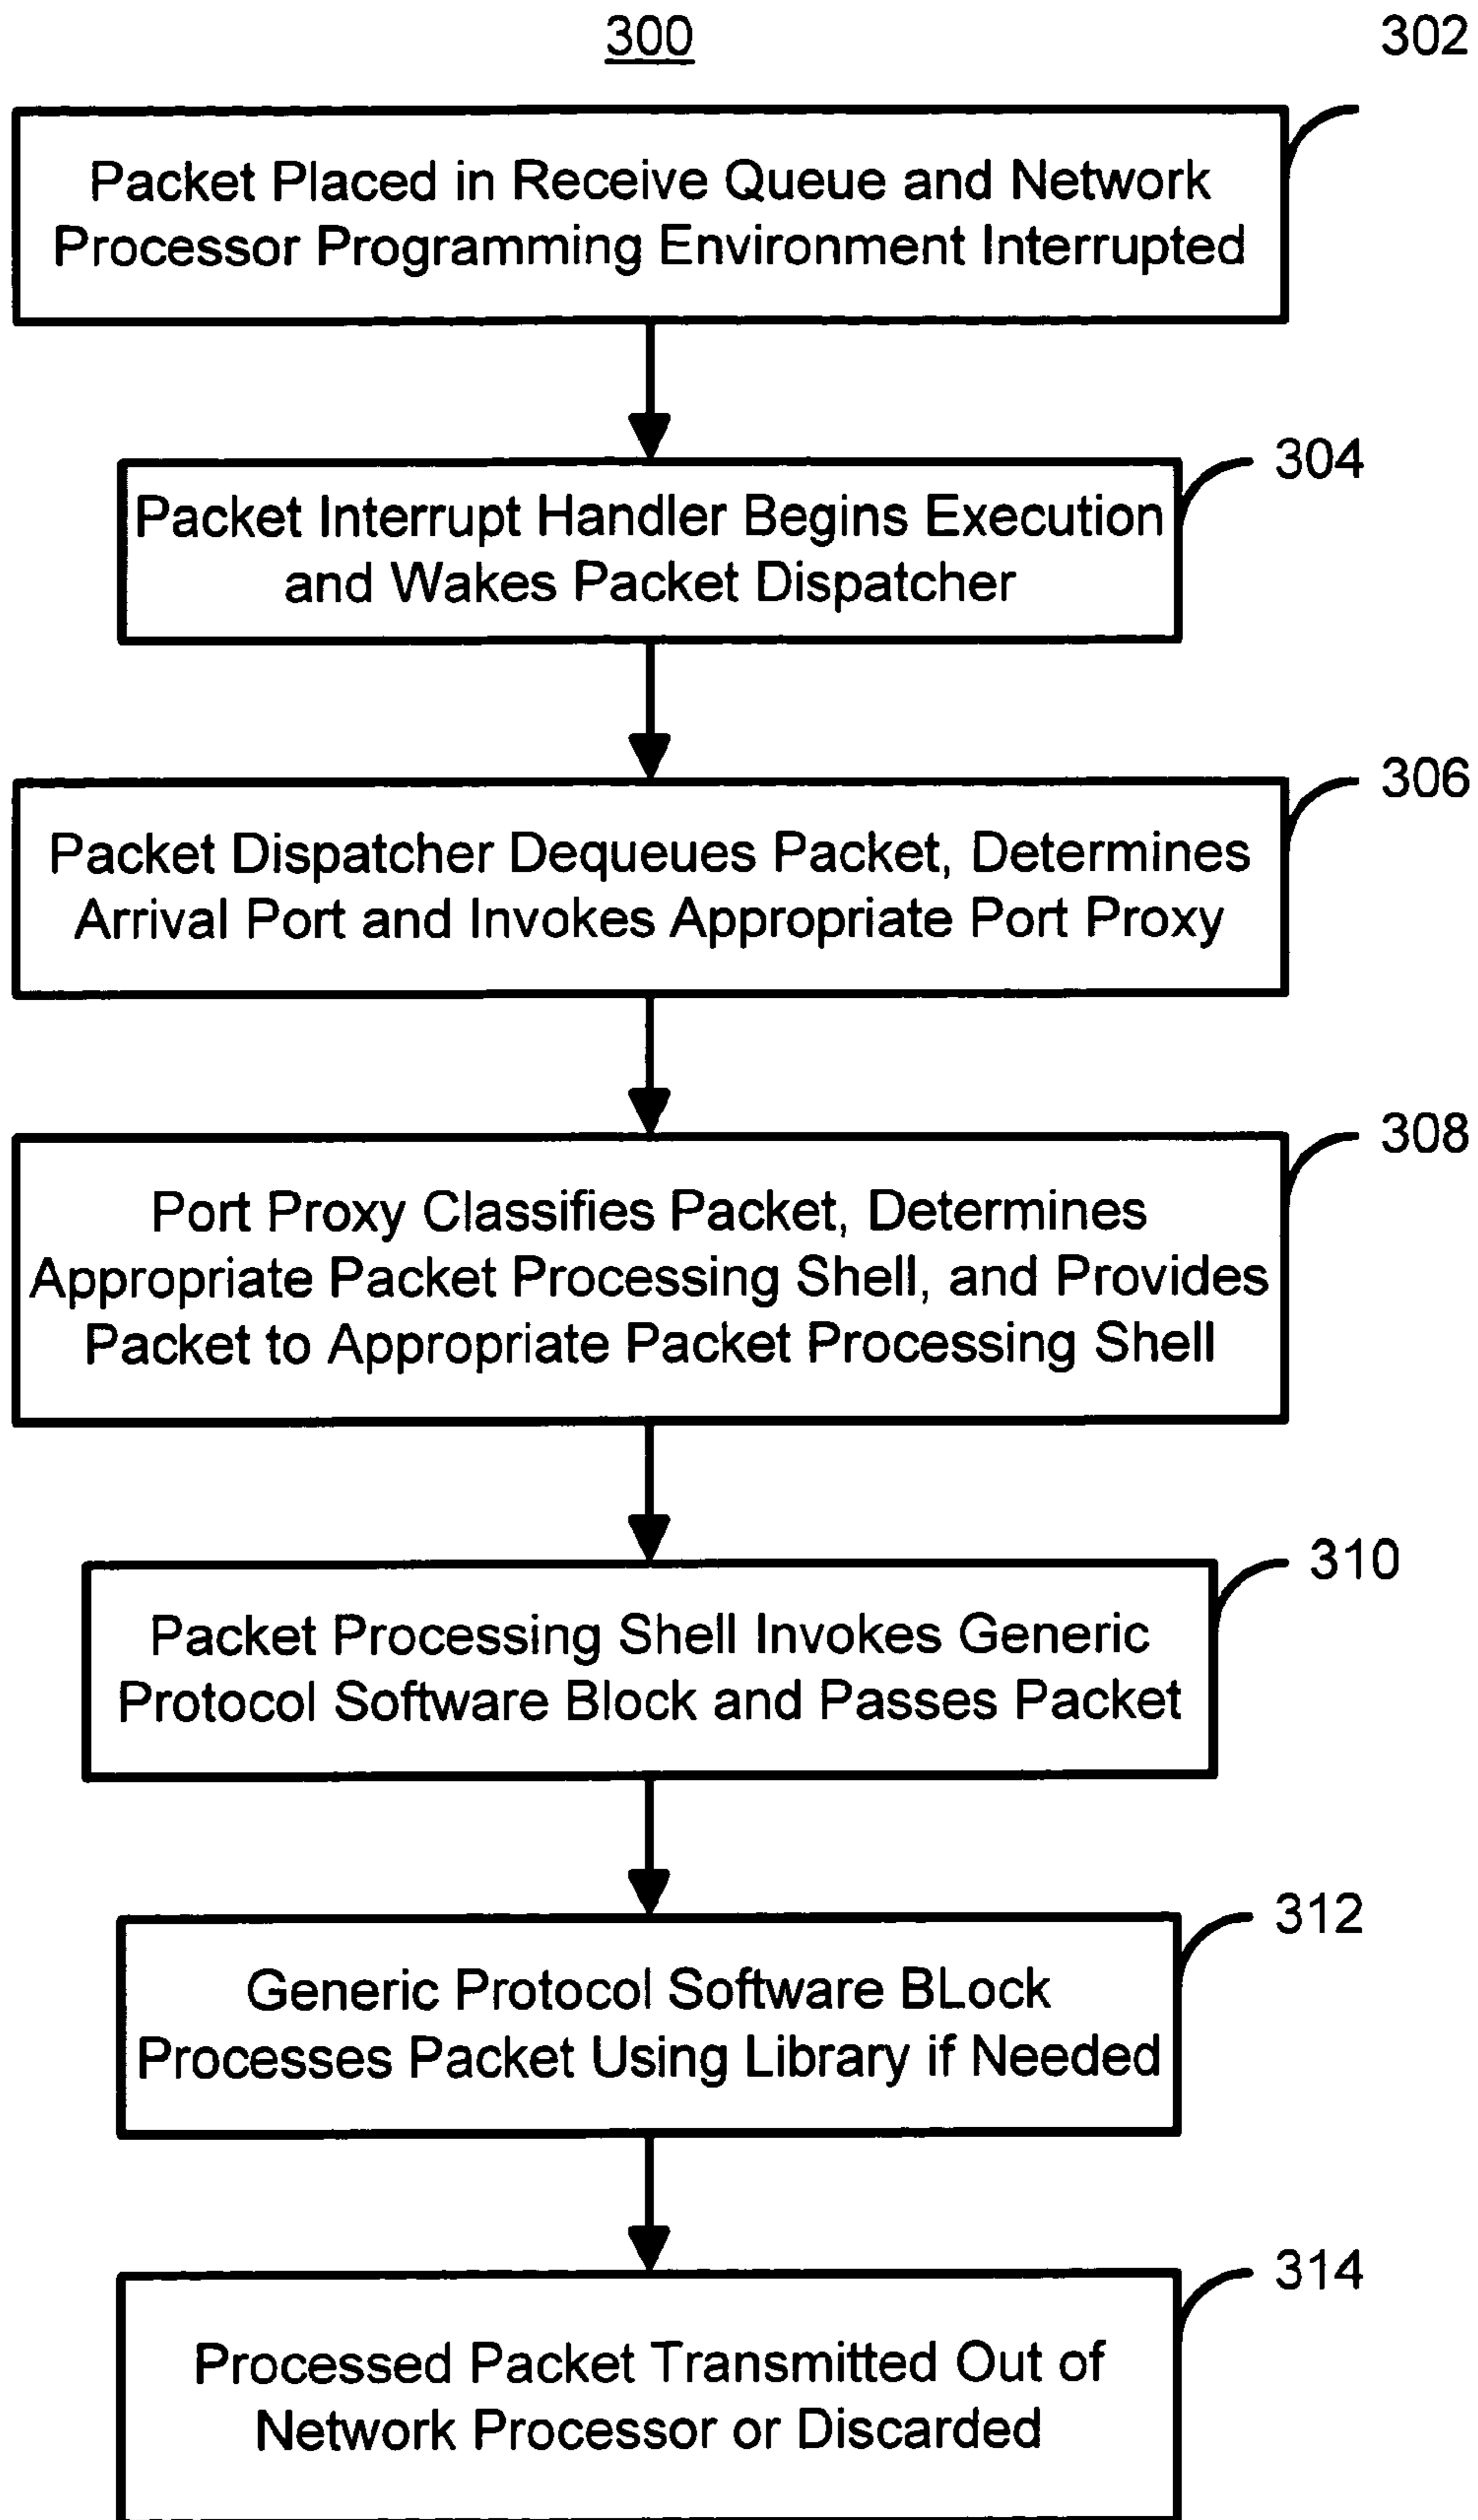 300
302
Packet Placed in Receive Queue and Network
Processor Programming Environment Interrupted
304
Packet Interrupt Handler Begins Execution
and Wakes Packet Dispatcher
306
Packet Dispatcher Dequeues Packet, Determines
Arrival Port and Invokes Appropriate Port Proxy
308
Port Proxy Classifies Packet, Determines
Appropriate Packet Processing Shell, and Provides
Packet to Appropriate Packet Processing Shell
310
Packet Processing Shell Invokes Generic
Protocol Software Block and Passes Packet
312
Generic Protocol Software BLock
Processes Packet Using Library if Needed
314
Processed Packet Transmitted Out of
Network Processor or Discarded